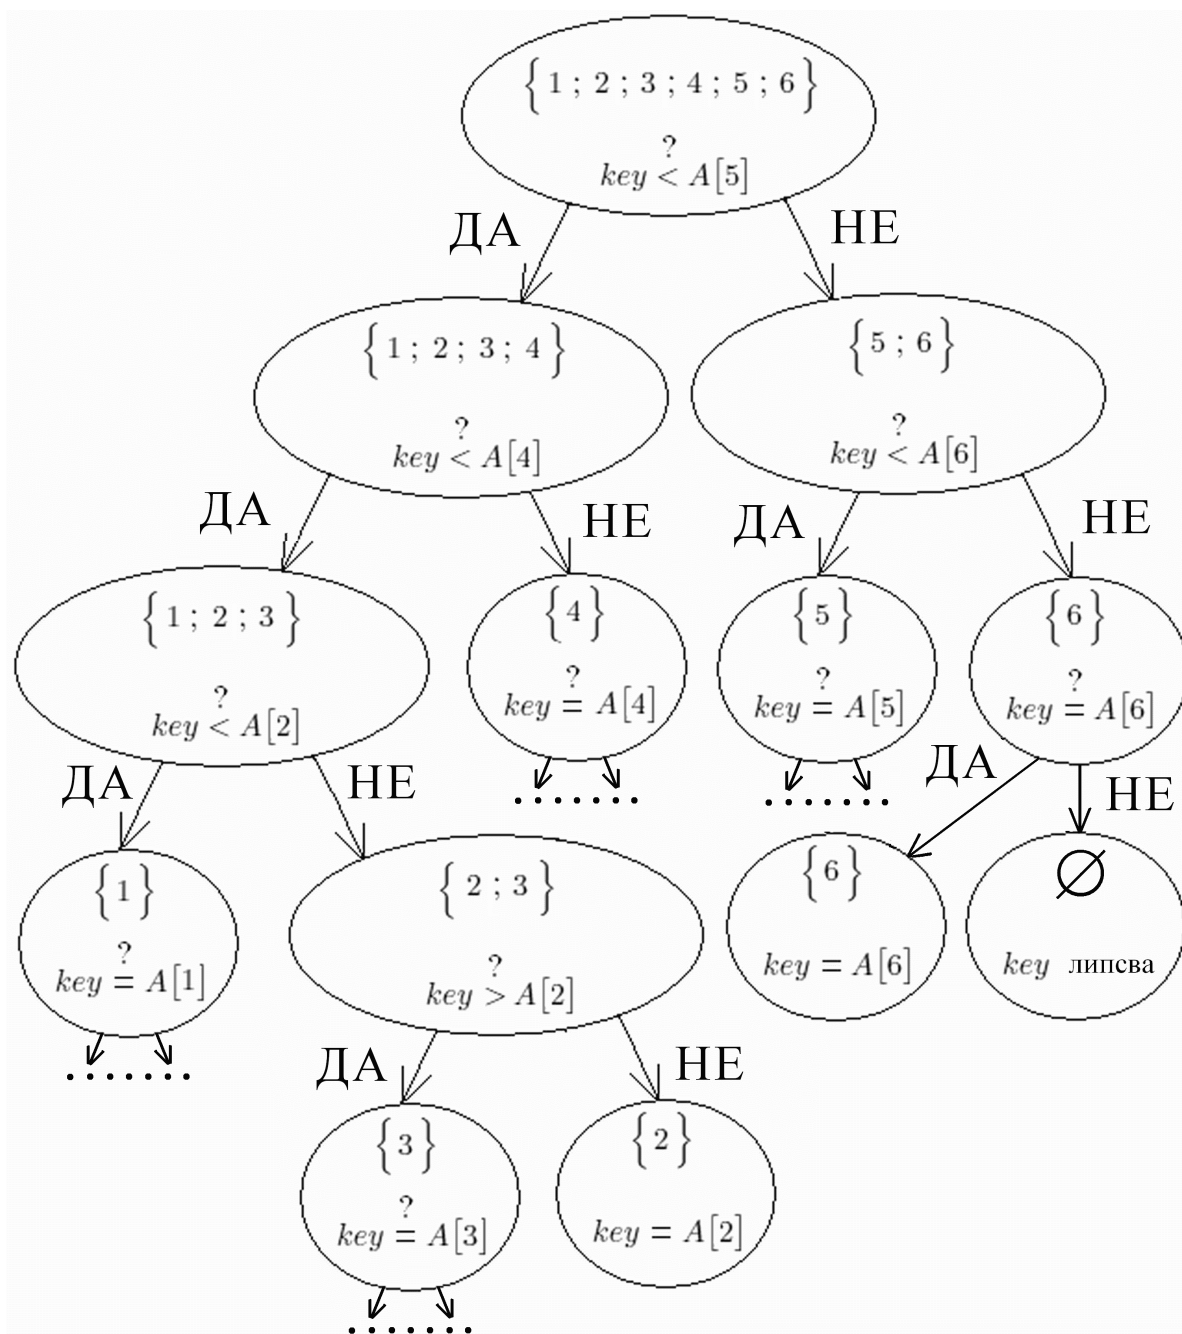 { 1 ; 2 ; 3 ; 4 ; 5 ; 6 }
?
key < A[5]
ДА
НЕ
{ 1 ; 2 ; 3 ; 4 }
?
key < A[4]
{ 5 ; 6 }
?
key < A[6]
ДА
НЕ
ДА
НЕ
{ 1 ; 2 ; 3 }
?
key < A[2]
{ 4 }
?
key = A[4]
.......
{ 5 }
?
key = A[5]
.......
{ 6 }
?
key = A[6]
ДА
НЕ
ДА
НЕ
{ 1 }
?
key = A[1]
.......
{ 2 ; 3 }
?
key > A[2]
{ 6 }
key = A[6]
∅
key липсва
ДА
НЕ
{ 3 }
?
key = A[3]
.......
{ 2 }
key = A[2]